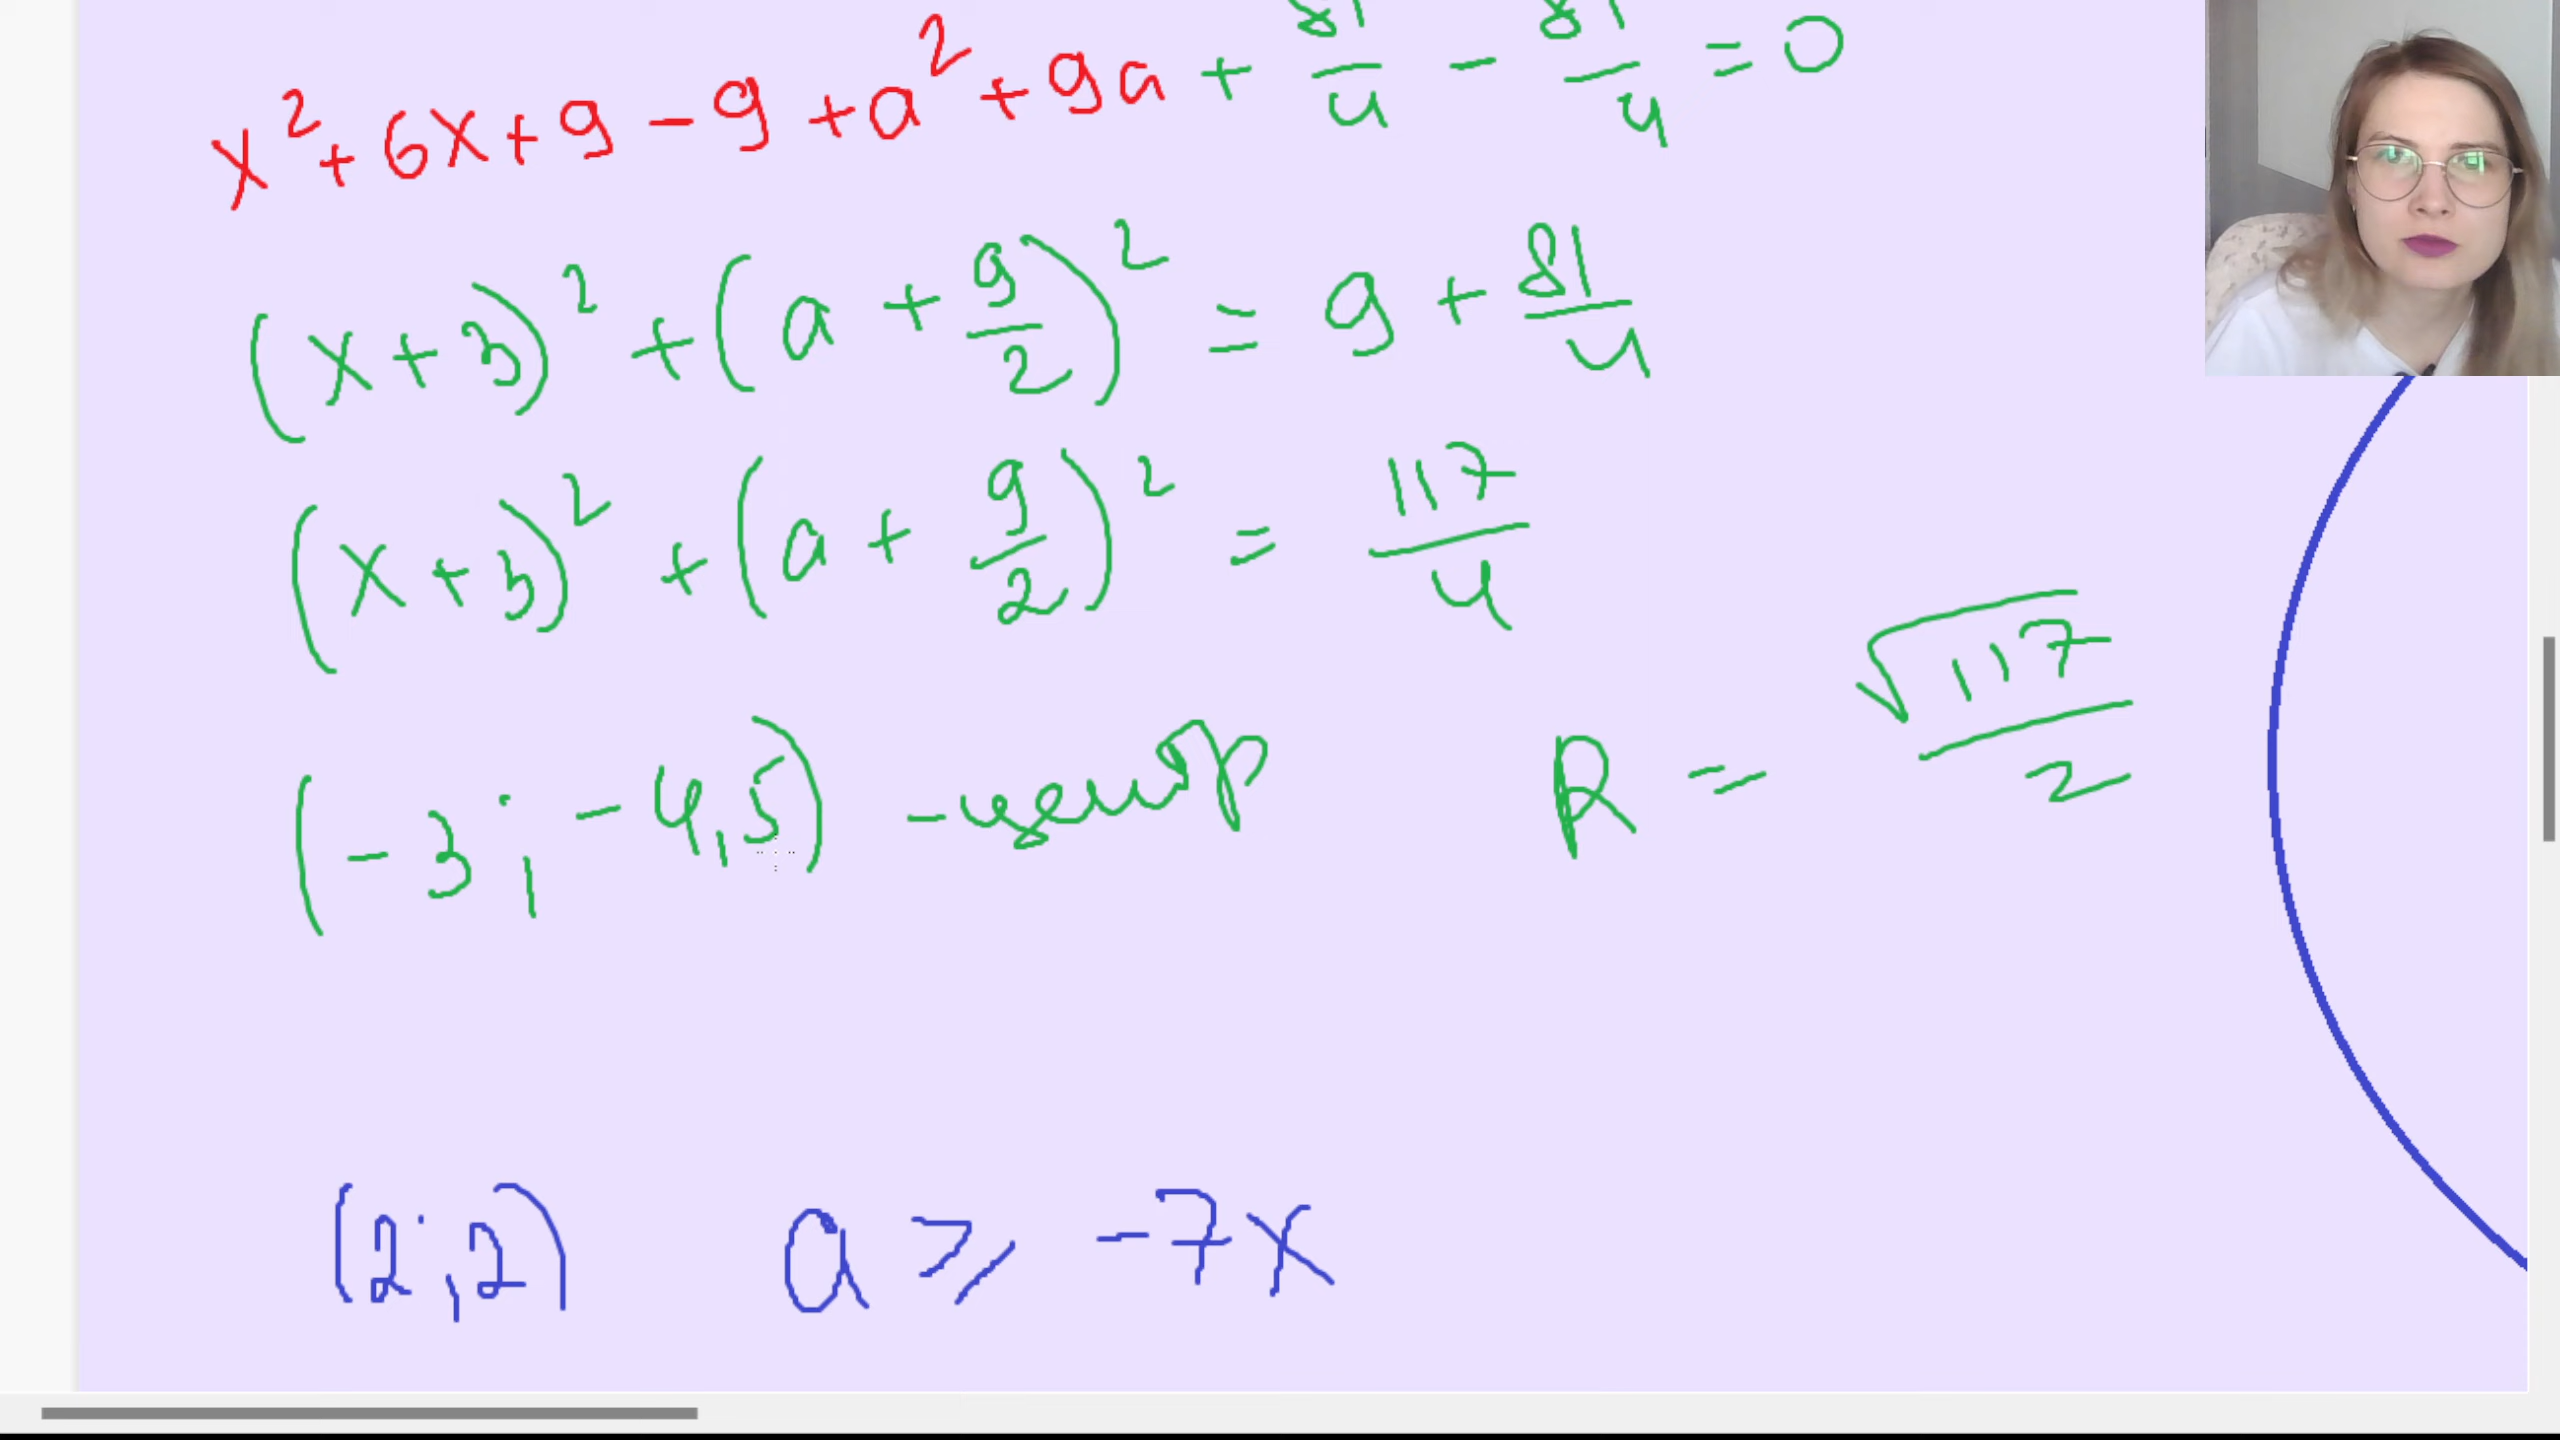 x² + 6x + 9 - 9 + a² + 9a + 81/4 - 81/4 = 0
(x+3)² + (a + 9/2)² = 9 + 81/4
(x+3)² + (a + 9/2)² = 117/4
(-3; -4,5) - центр R = √117/2
(2;2) a ⩾ -7x